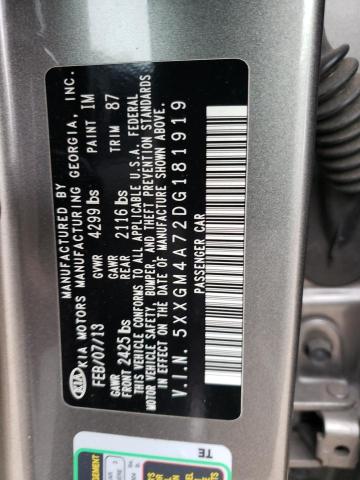 KIA
MANUFACTURED BY
KIA MOTORS MANUFACTURING GEORGIA, INC.
FEB/07/13 GVWR 4299 lbs PAINT IM
GAWR FRONT 2425 lbs GAWR REAR 2116 lbs TRIM 87
THIS VEHICLE CONFORMS TO ALL APPLICABLE U.S.A. FEDERAL
MOTOR VEHICLE SAFETY, BUMPER, AND THEFT PREVENTION STANDARDS
IN EFFECT ON THE DATE OF MANUFACTURE SHOWN ABOVE.
V.I.N. 5XXGM4A72DG181919
PASSENGER CAR
TE